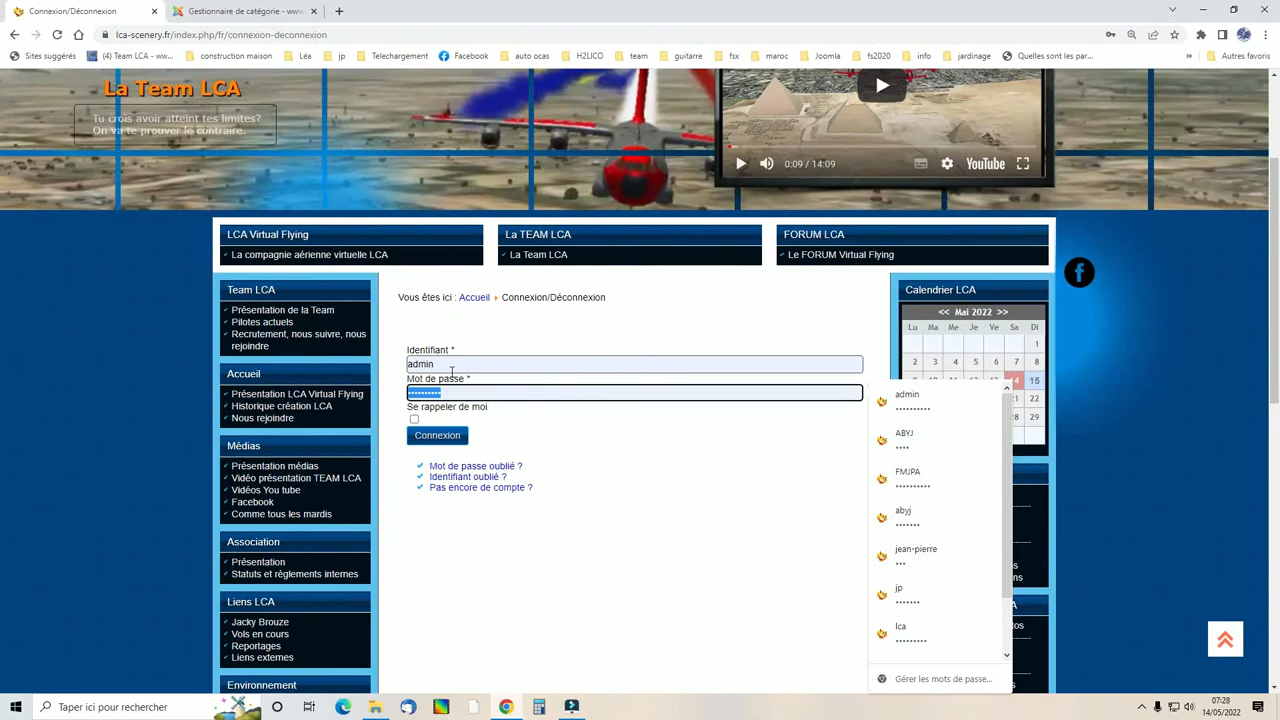 Connexion/Déconnexion
Gestionnaire de catégorie - www
lca-scenery.fr/index.php/fr/connexion-deconnexion
Sites suggérés
(4) Team LCA - www...
construction maison
Léa
jp
Telechargement
Facebook
auto ocas
H2LICO
team
guitarre
fsx
maroc
Joomla
fs2020
info
jardinage
Quelles sont les par...
»
Autres favoris
La Team LCA
Tu crois avoir atteint tes limites?
On va te prouver le contraire.
0:09 / 14:09
YouTube
LCA Virtual Flying
La TEAM LCA
FORUM LCA
La compagnie aérienne virtuelle LCA
La Team LCA
Le FORUM Virtual Flying
Team LCA
Présentation de la Team
Pilotes actuels
Recrutement, nous suivre, nous
rejoindre
Accueil
Présentation LCA Virtual Flying
Historique création LCA
Nous rejoindre
Médias
Présentation médias
Vidéo présentation TEAM LCA
Vidéos You tube
Facebook
Comme tous les mardis
Association
Présentation
Statuts et règlements internes
Liens LCA
Jacky Brouze
Vols en cours
Reportages
Liens externes
Environnement
Vous êtes ici : Accueil Connexion/Déconnexion
Identifiant *
admin
Mot de passe *
••••••••••
Se rappeler de moi
Connexion
Mot de passe oublié ?
Identifiant oublié ?
Pas encore de compte ?
Calendrier LCA
<< Mai 2022 >>
Lu Ma Me Je Ve Sa Di
1
2 3 4 5 6 7 8
14 15
22
29
admin
••••••••••
ABYJ
••••
FMJPA
••••••••••
abyj
•••••••
jean-pierre
•••
jp
•••••••
lca
•••••••••
Gérer les mots de passe...
Taper ici pour rechercher
07:28
14/05/2022